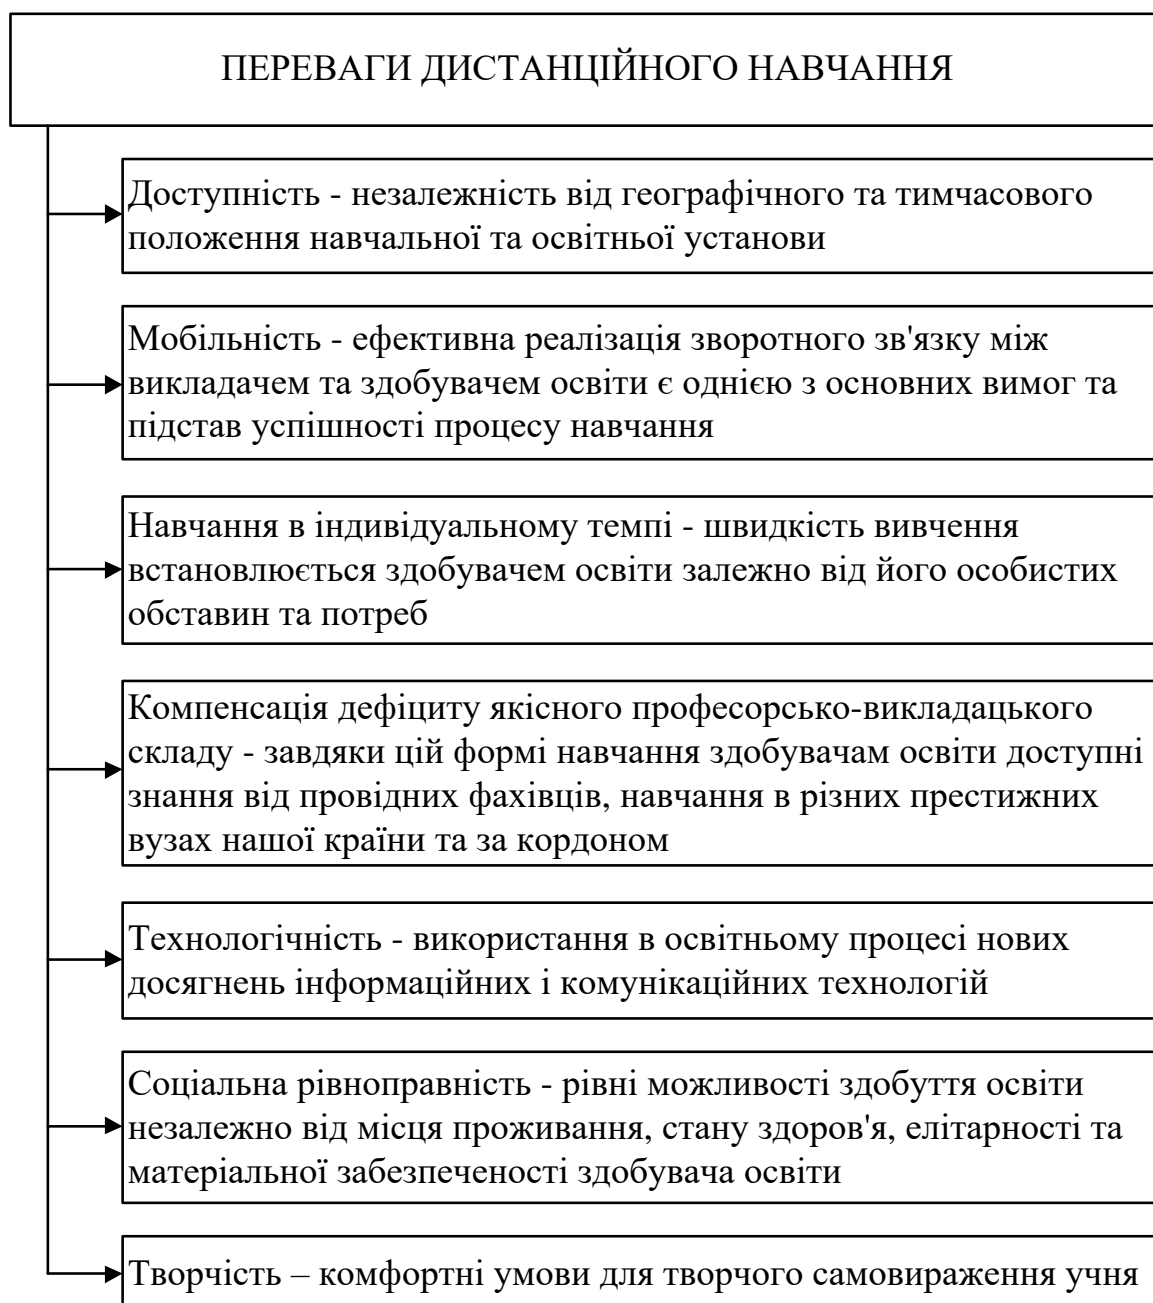 ПЕРЕВАГИ ДИСТАНЦІЙНОГО НАВЧАННЯ
Доступність - незалежність від географічного та тимчасового
положення навчальної та освітньої установи
Мобільність - ефективна реалізація зворотного зв'язку між
викладачем та здобувачем освіти є однією з основних вимог та
підстав успішності процесу навчання
Навчання в індивідуальному темпі - швидкість вивчення
встановлюється здобувачем освіти залежно від його особистих
обставин та потреб
Компенсація дефіциту якісного професорсько-викладацького
складу - завдяки цій формі навчання здобувачам освіти доступні
знання від провідних фахівців, навчання в різних престижних
вузах нашої країни та за кордоном
Технологічність - використання в освітньому процесі нових
досягнень інформаційних і комунікаційних технологій
Соціальна рівноправність - рівні можливості здобуття освіти
незалежно від місця проживання, стану здоров'я, елітарності та
матеріальної забезпеченості здобувача освіти
Творчість – комфортні умови для творчого самовираження учня